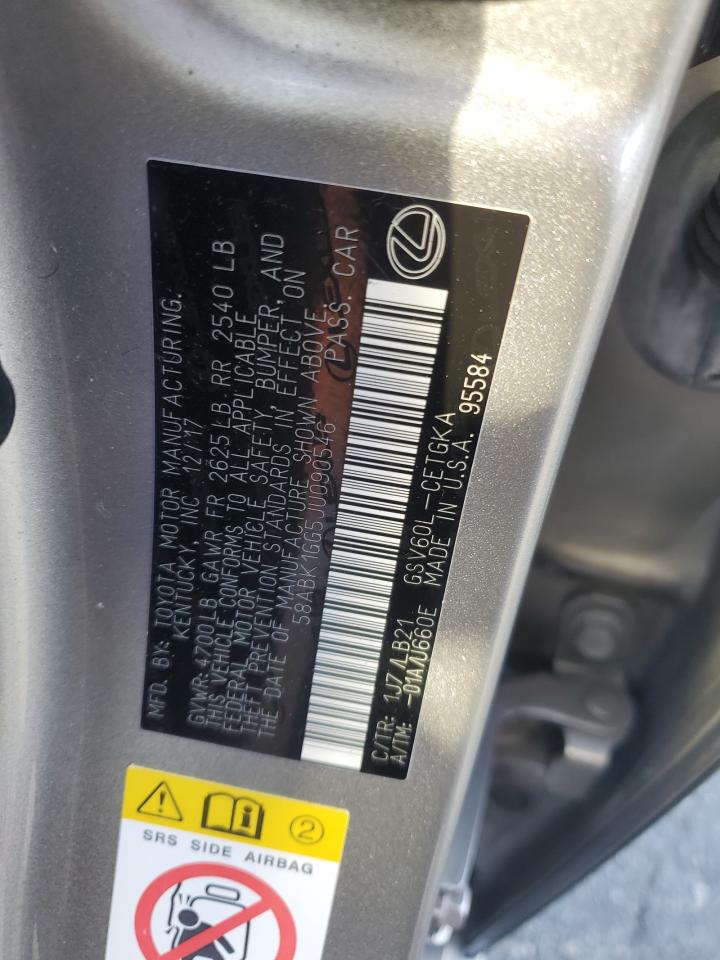 MFD. BY: TOYOTA MOTOR MANUFACTURING,
KENTUCKY, INC 12/17
GVWR: 4700LB GAWR FR 2625 LB RR 2540 LB
THIS VEHICLE CONFORMS TO ALL APPLICABLE
FEDERAL MOTOR VEHICLE SAFETY, BUMPER, AND
THEFT PREVENTION STANDARDS IN EFFECT ON
THE DATE OF MANUFACTURE SHOWN ABOVE.
58ABK1GG5JU090546 PASS. CAR
C/TR: 1JZ/LB21 GSV60L-CETGKA
A/TM: -01A/U660E MADE IN U.S.A. 95584
2
SRS SIDE AIRBAG